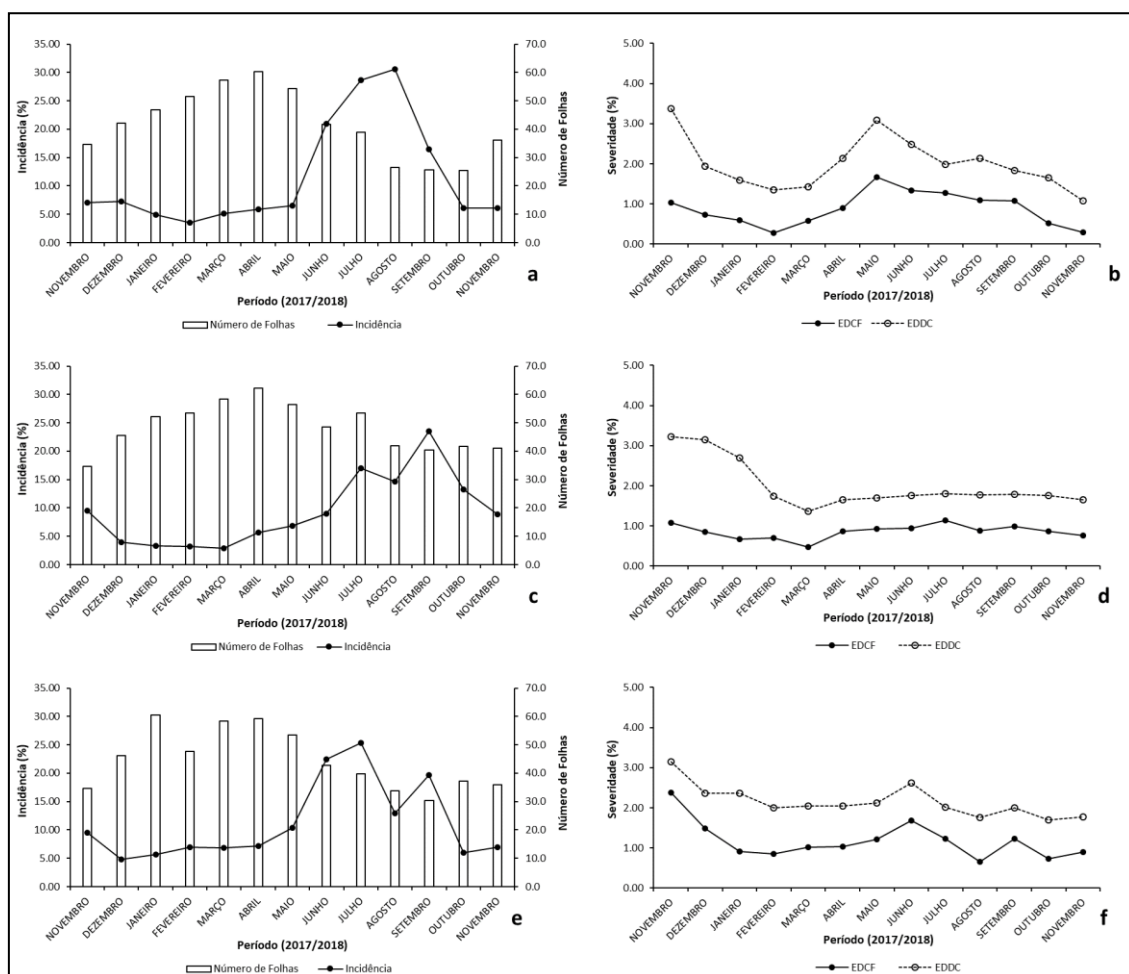 35.00
30.00
25.00
20.00
15.00
10.00
5.00
0.00
Incidência (%)
70.0
60.0
50.0
40.0
30.0
20.0
10.0
0.0
Número de Folhas
NOVEMBRO
DEZEMBRO
JANEIRO
FEVEREIRO
MARÇO
ABRIL
MAIO
JUNHO
JULHO
AGOSTO
SETEMBRO
OUTUBRO
NOVEMBRO
a
Período (2017/2018)
Número de Folhas Incidência
5.00
4.00
3.00
2.00
1.00
0.00
Severidade (%)
NOVEMBRO
DEZEMBRO
JANEIRO
FEVEREIRO
MARÇO
ABRIL
MAIO
JUNHO
JULHO
AGOSTO
SETEMBRO
OUTUBRO
NOVEMBRO
b
Período (2017/2018)
EDCF EDDC
35.00
30.00
25.00
20.00
15.00
10.00
5.00
0.00
Incidência (%)
70.0
60.0
50.0
40.0
30.0
20.0
10.0
0.0
Número de Folhas
NOVEMBRO
DEZEMBRO
JANEIRO
FEVEREIRO
MARÇO
ABRIL
MAIO
JUNHO
JULHO
AGOSTO
SETEMBRO
OUTUBRO
NOVEMBRO
c
Período (2017/2018)
Número de Folhas Incidência
5.00
4.00
3.00
2.00
1.00
0.00
Severidade (%)
NOVEMBRO
DEZEMBRO
JANEIRO
FEVEREIRO
MARÇO
ABRIL
MAIO
JUNHO
JULHO
AGOSTO
SETEMBRO
OUTUBRO
NOVEMBRO
d
Período (2017/2018)
EDCF EDDC
35.00
30.00
25.00
20.00
15.00
10.00
5.00
0.00
Incidência (%)
70.0
60.0
50.0
40.0
30.0
20.0
10.0
0.0
Número de Folhas
NOVEMBRO
DEZEMBRO
JANEIRO
FEVEREIRO
MARÇO
ABRIL
MAIO
JUNHO
JULHO
AGOSTO
SETEMBRO
OUTUBRO
NOVEMBRO
e
Período (2017/2018)
Número de Folhas Incidência
5.00
4.00
3.00
2.00
1.00
0.00
Severidade (%)
NOVEMBRO
DEZEMBRO
JANEIRO
FEVEREIRO
MARÇO
ABRIL
MAIO
JUNHO
JULHO
AGOSTO
SETEMBRO
OUTUBRO
NOVEMBRO
f
Período (2017/2018)
EDCF EDDC